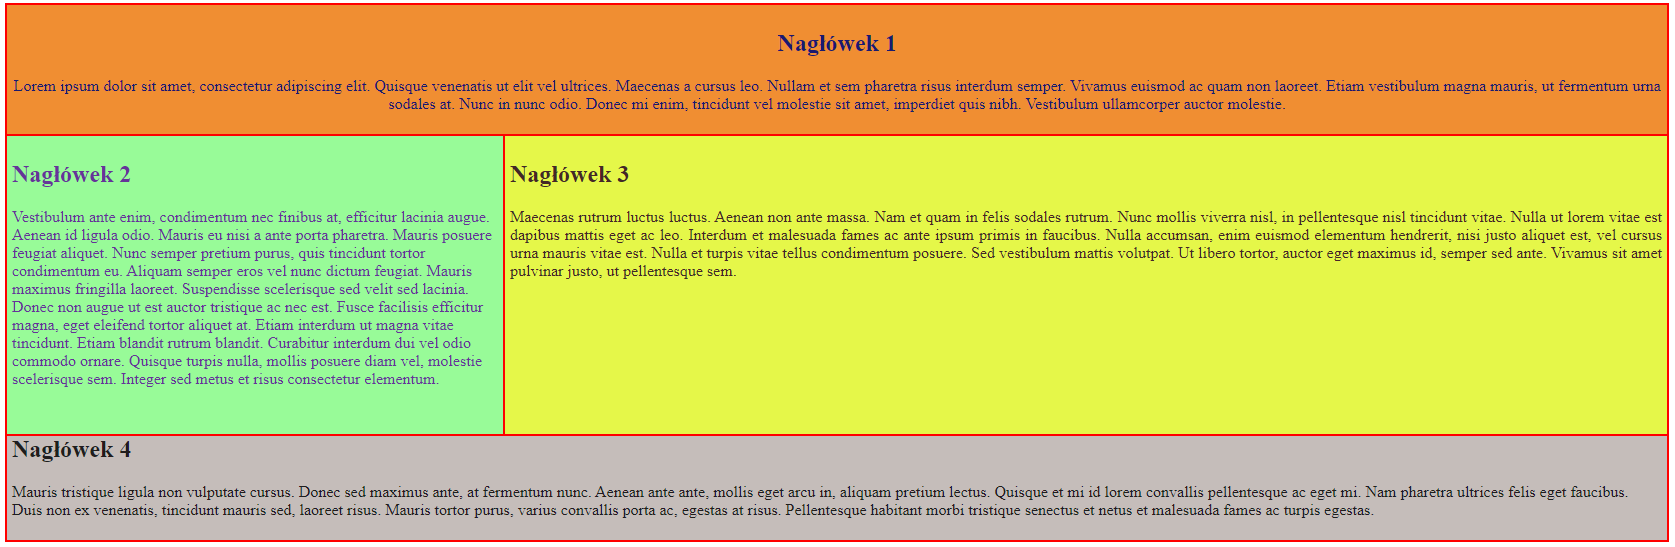 Nagłówek 1
Lorem ipsum dolor sit amet, consectetur adipiscing elit. Quisque venenatis ut elit vel ultrices. Maecenas a cursus leo. Nullam et sem pharetra risus interdum semper. Vivamus euismod ac quam non laoreet. Etiam vestibulum magna mauris, ut fermentum urna
sodales at. Nunc in nunc odio. Donec mi enim, tincidunt vel molestie sit amet, imperdiet quis nibh. Vestibulum ullamcorper auctor molestie.
Nagłówek 2
Vestibulum ante enim, condimentum nec finibus at, efficitur lacinia augue.
Aenean id ligula odio. Mauris eu nisi a ante porta pharetra. Mauris posuere
feugiat aliquet. Nunc semper pretium purus, quis tincidunt tortor
condimentum eu. Aliquam semper eros vel nunc dictum feugiat. Mauris
maximus fringilla laoreet. Suspendisse scelerisque sed velit sed lacinia.
Donec non augue ut est auctor tristique ac nec est. Fusce facilisis efficitur
magna, eget eleifend tortor aliquet at. Etiam interdum ut magna vitae
tincidunt. Etiam blandit rutrum blandit. Curabitur interdum dui vel odio
commodo ornare. Quisque turpis nulla, mollis posuere diam vel, molestie
scelerisque sem. Integer sed metus et risus consectetur elementum.
Nagłówek 3
Maecenas rutrum luctus luctus. Aenean non ante massa. Nam et quam in felis sodales rutrum. Nunc mollis viverra nisl, in pellentesque nisl tincidunt vitae. Nulla ut lorem vitae est
dapibus mattis eget ac leo. Interdum et malesuada fames ac ante ipsum primis in faucibus. Nulla accumsan, enim euismod elementum hendrerit, nisi justo aliquet est, vel cursus
urna mauris vitae est. Nulla et turpis vitae tellus condimentum posuere. Sed vestibulum mattis volutpat. Ut libero tortor, auctor eget maximus id, semper sed ante. Vivamus sit amet
pulvinar justo, ut pellentesque sem.
Nagłówek 4
Mauris tristique ligula non vulputate cursus. Donec sed maximus ante, at fermentum nunc. Aenean ante ante, mollis eget arcu in, aliquam pretium lectus. Quisque et mi id lorem convallis pellentesque ac eget mi. Nam pharetra ultrices felis eget faucibus.
Duis non ex venenatis, tincidunt mauris sed, laoreet risus. Mauris tortor purus, varius convallis porta ac, egestas at risus. Pellentesque habitant morbi tristique senectus et netus et malesuada fames ac turpis egestas.